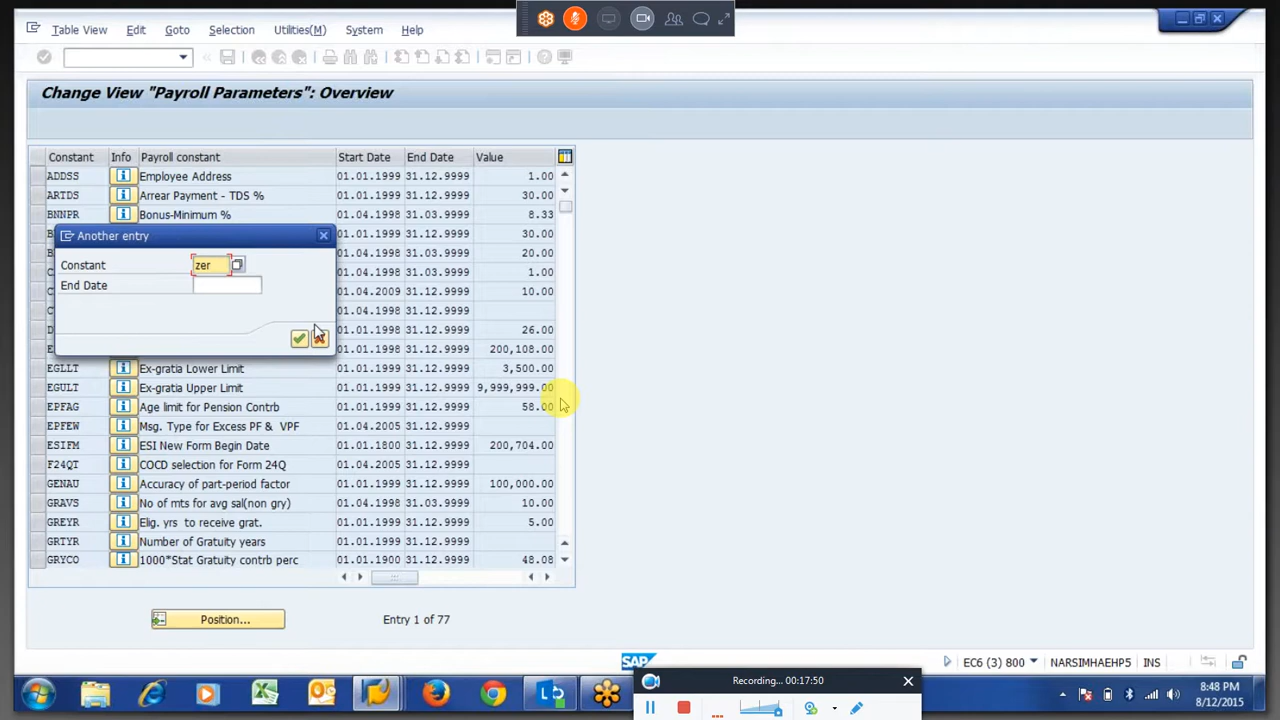 Table View Edit Goto Selection Utilities(M) System Help
Change View "Payroll Parameters": Overview
Constant Info Payroll constant Start Date End Date Value
ADDSS Employee Address 01.01.1999 31.12.9999 1.00
ARTDS Arrear Payment - TDS % 01.01.1999 31.12.9999 30.00
BNNPR Bonus-Minimum % 01.04.1998 31.03.9999 8.33
01.01.1999 31.12.9999 30.00
01.04.1998 31.03.9999 20.00
01.04.1998 31.03.9999 1.00
01.04.2009 31.12.9999 10.00
01.04.1998 31.12.9999
01.04.1998 31.12.9999 26.00
01.04.1998 31.12.9999 200,108.00
Another entry
Constant zer
End Date
EGLLT Ex-gratia Lower Limit 01.01.1999 31.12.9999 3,500.00
EGULT Ex-gratia Upper Limit 01.01.1999 31.12.9999 9,999,999.00
EPFAG Age limit for Pension Contrb 01.01.1999 31.12.9999 58.00
EPFEW Msg. Type for Excess PF & VPF 01.04.2005 31.12.9999
ESIFM ESI New Form Begin Date 01.01.1800 31.12.9999 200,704.00
F24QT COCD selection for Form 24Q 01.04.2005 31.12.9999
GENAU Accuracy of part-period factor 01.01.1999 31.12.9999 100,000.00
GRAVS No of mts for avg sal(non gry) 01.04.1998 31.03.9999 10.00
GREYR Elig. yrs to receive grat. 01.01.1999 31.12.9999 5.00
GRTYR Number of Gratuity years 01.01.1999 31.12.9999
GRYCO 1000*Stat Gratuity contrb perc 01.01.1900 31.12.9999 48.08
Position... Entry 1 of 77
SAP EC6 (3) 800 NARSIMHAEHP5 INS
Recording... 00:17:50
8:48 PM
8/12/2015